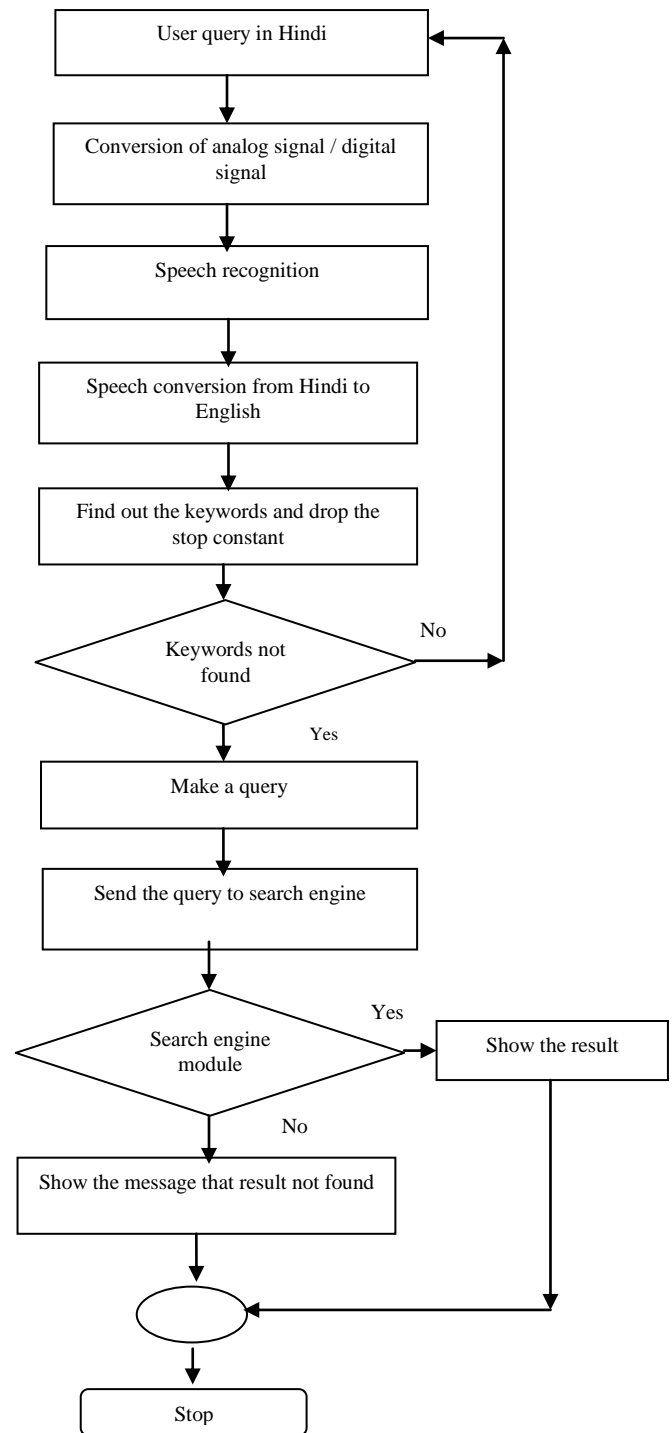 User query in Hindi
Conversion of analog signal / digital
signal
Speech recognition
Speech conversion from Hindi to
English
Find out the keywords and drop the
stop constant
No
Keywords not
found
Yes
Make a query
Send the query to search engine
Yes
Search engine
module
Show the result
No
Show the message that result not found
Stop